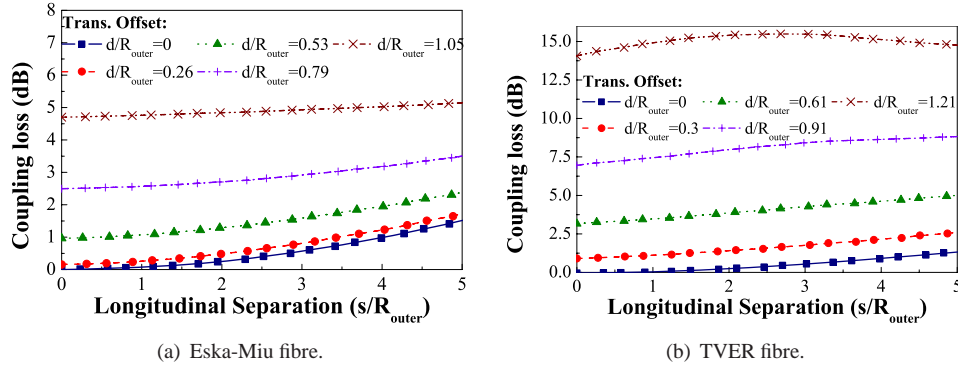 Trans. Offset:
d/Router=0
d/Router=0.53
d/Router=1.05
d/Router=0.26
d/Router=0.79
Coupling loss (dB)
8
7
6
5
4
3
2
1
0
0 1 2 3 4 5
Longitudinal Separation (s/Router)
(a) Eska-Miu fibre.
15.0
12.5
10.0
7.5
5.0
2.5
0.0
Coupling loss (dB)
Trans. Offset:
d/Router=0
d/Router=0.61
d/Router=1.21
d/Router=0.3
d/Router=0.91
0 1 2 3 4 5
Longitudinal Separation (s/Router)
(b) TVER fibre.